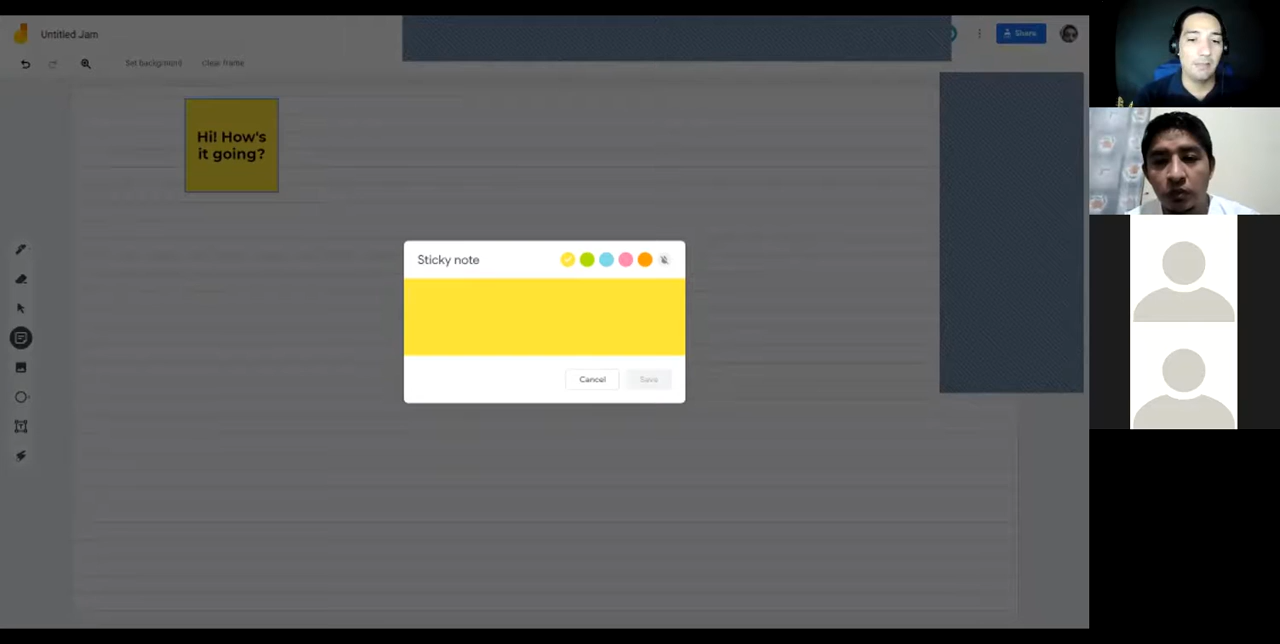 Untitled Jam
Share
Set background
Clear frame
Hi! How's
it going?
Sticky note
Cancel
Save